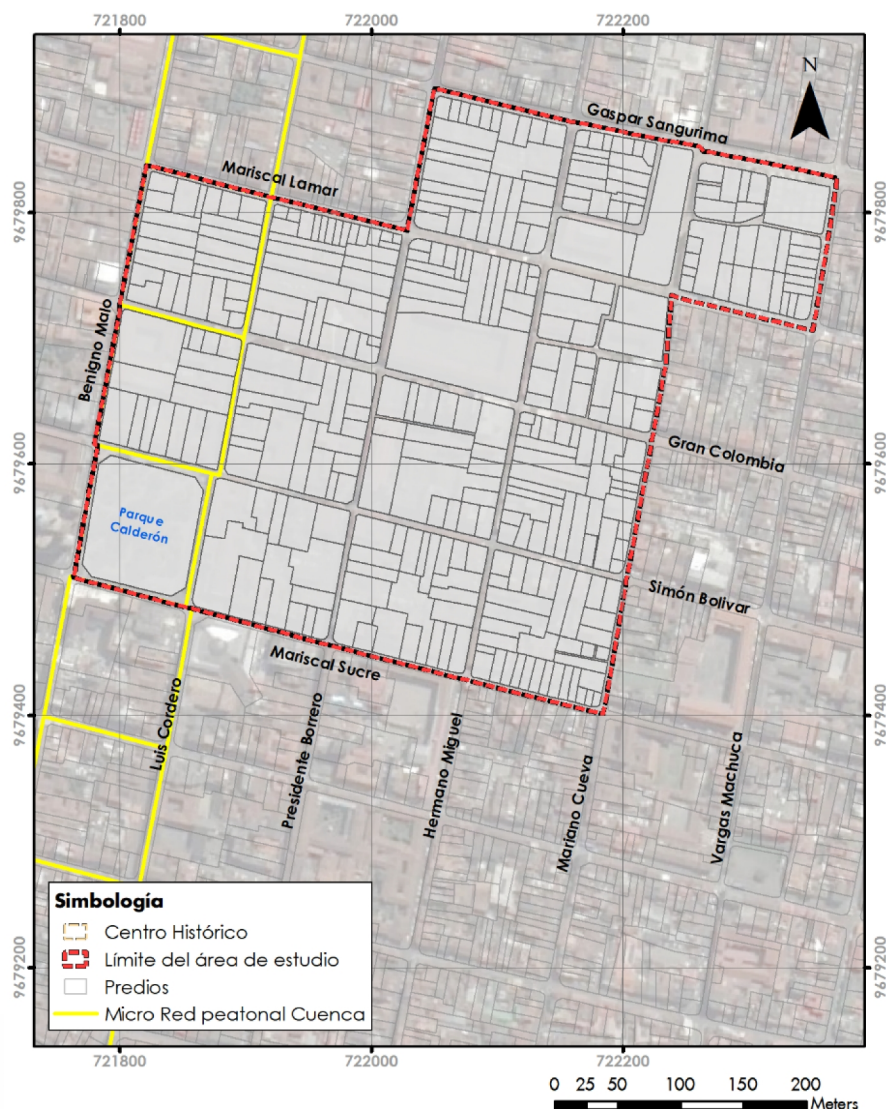 721800
722000
722200
N
Gaspar Sangurima
Mariscal Lamar
9679800
9679800
Benigno Malo
Gran Colombia
9679600
9679600
Parque
Calderón
Simón Bolivar
Mariscal Sucre
9679400
9679400
Luis Cordero
Presidente Borrero
Hermano Miguel
Mariano Cueva
Vargas Machuca
Simbología
Centro Histórico
Límite del área de estudio
Predios
Micro Red peatonal Cuenca
9679200
9679200
721800
722000
722200
0 25 50 100 150 200
Meters